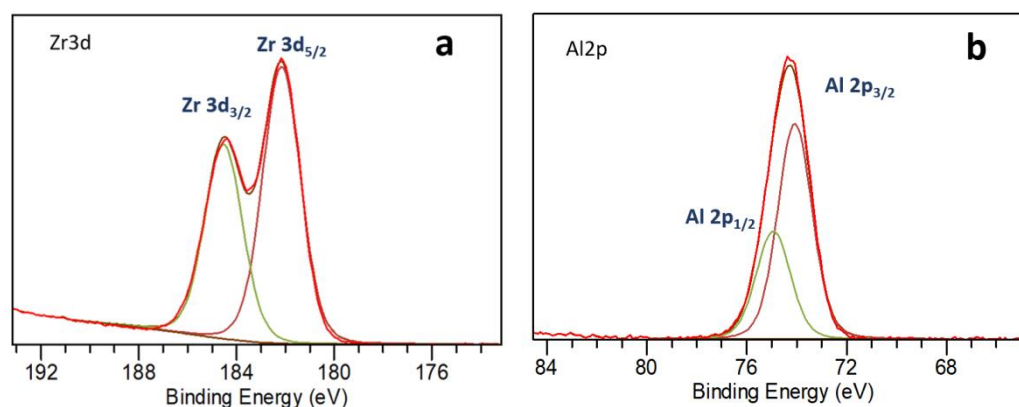 Zr3d
a
Zr 3d5/2
Zr 3d3/2
192 188 184 180 176
Binding Energy (eV)
Al2p
b
Al 2p3/2
Al 2p1/2
84 80 76 72 68
Binding Energy (eV)